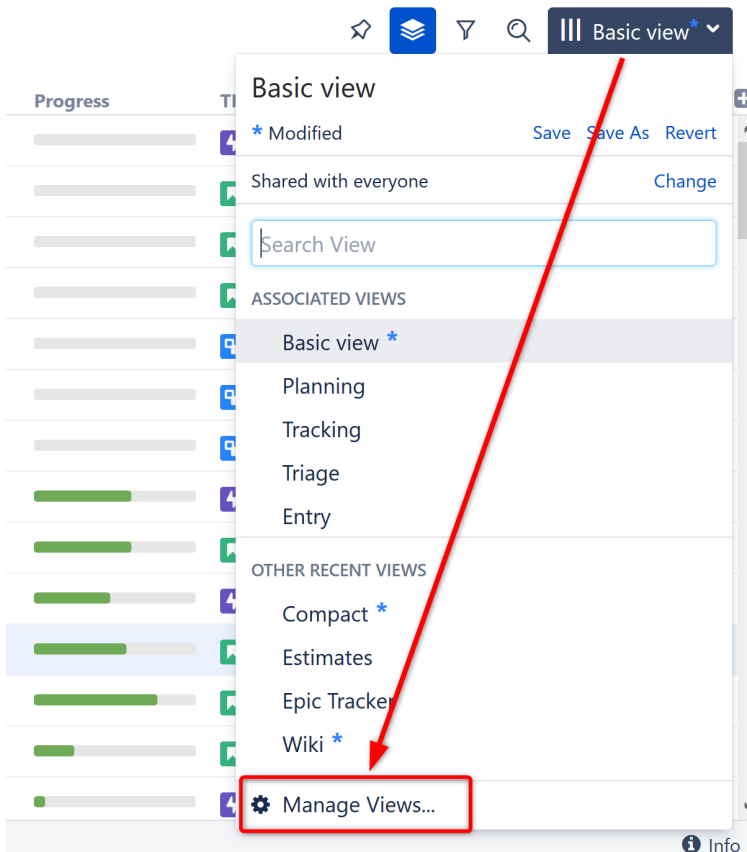 Basic view*
Progress
Basic view
* Modified Save Save As Revert
Shared with everyone Change
Search View
ASSOCIATED VIEWS
Basic view *
Planning
Tracking
Triage
Entry
OTHER RECENT VIEWS
Compact *
Estimates
Epic Tracker
Wiki *
Manage Views...
Info